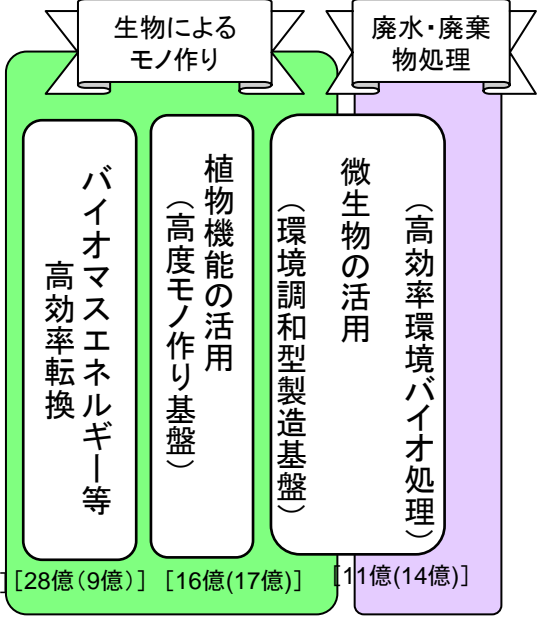 生物による
モノ作り
廃水・廃棄
物処理
バイオマスエネルギー等
高効率転換
植物機能の活用
（高度モノ作り基盤）
（高効率環境バイオ処理）
微生物の活用
（環境調和型製造基盤）
］［28億（9億）］
［16億(17億)］
［11億(14億)］